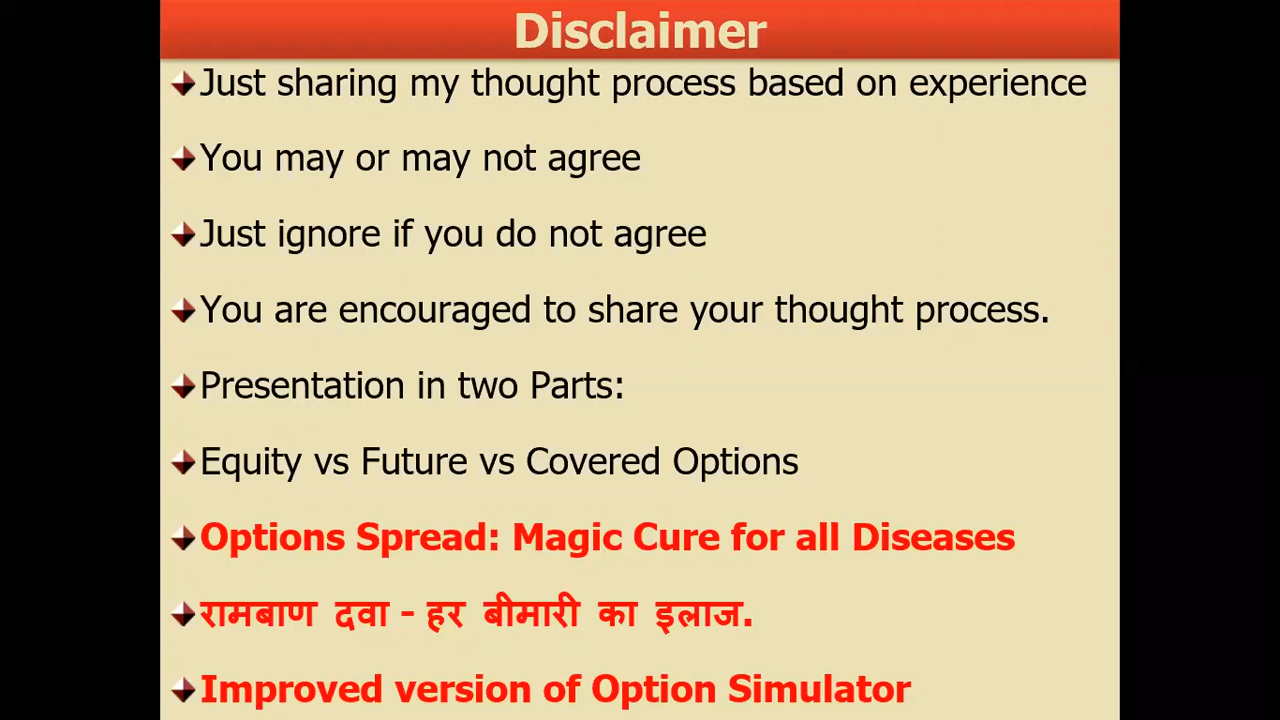 Disclaimer
Just sharing my thought process based on experience
You may or may not agree
Just ignore if you do not agree
You are encouraged to share your thought process.
Presentation in two Parts:
Equity vs Future vs Covered Options
Options Spread: Magic Cure for all Diseases
रामबाण दवा - हर बीमारी का इलाज.
Improved version of Option Simulator